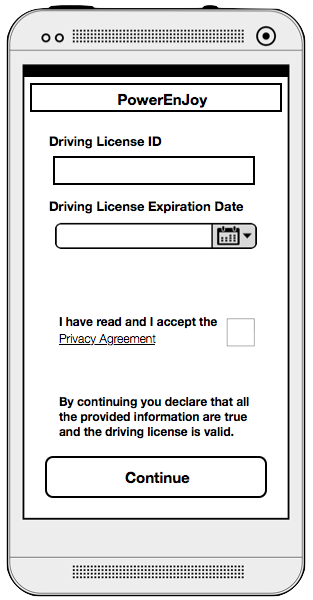 PowerEnJoy
Driving License ID
Driving License Expiration Date
I have read and I accept the
Privacy Agreement
By continuing you declare that all
the provided information are true
and the driving license is valid.
Continue